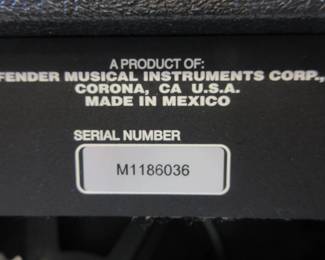 A PRODUCT OF:
FENDER MUSICAL INSTRUMENTS CORP.,
CORONA, CA U.S.A.
MADE IN MEXICO
SERIAL NUMBER
M1186036